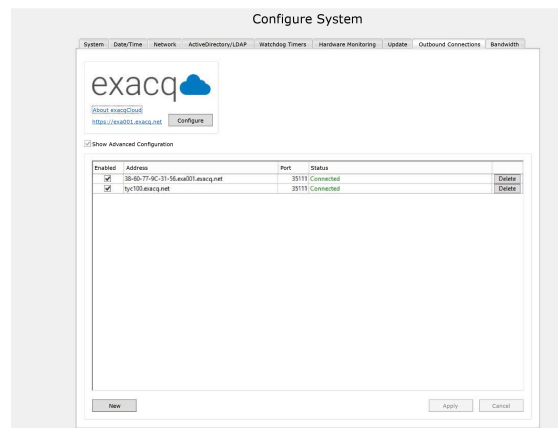 Configure System
System Date/Time Network ActiveDirectory/LDAP Watchdog Timers Hardware Monitoring Update Outbound Connections Bandwidth
exacq
About exacqCloud
https://exa001.exacq.net Configure
Show Advanced Configuration
Enabled Address Port Status
38-60-77-9C-31-58.exa001.exacq.net 35111 Connected Delete
tyc100.exacq.net 35111 Connected Delete
New Apply Cancel